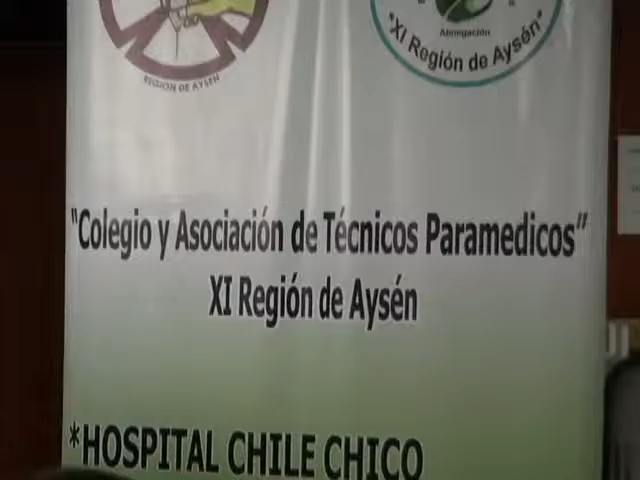 REGION DE AYSEN
Abnegación
"XI Región de Aysén"
"Colegio y Asociación de Técnicos Paramedicos"
XI Región de Aysén
*HOSPITAL CHILE CHICO